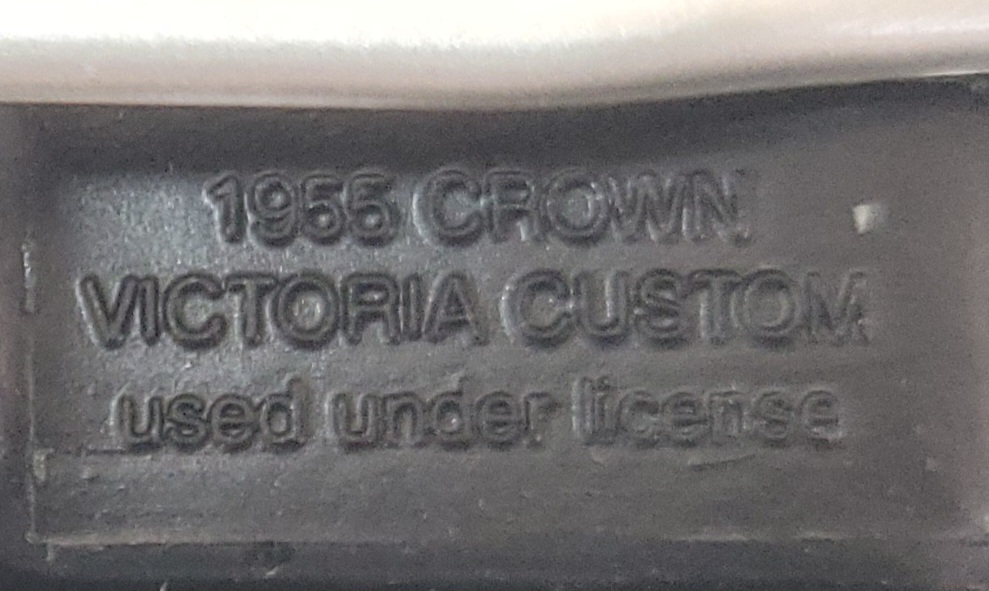 1955 CROWN
VICTORIA CUSTOM
used under license